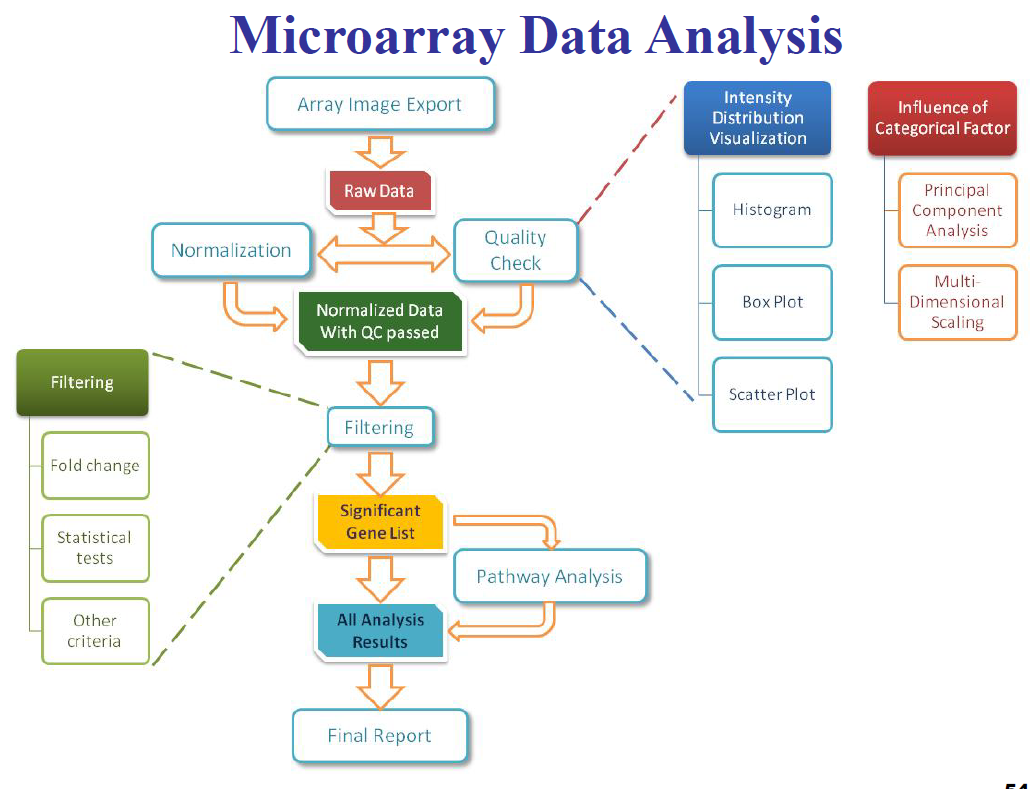 Microarray Data Analysis
Array Image Export
Raw Data
Normalization
Quality
Check
Normalized Data
With QC passed
Filtering
Significant
Gene List
Pathway Analysis
All Analysis
Results
Final Report
Intensity
Distribution
Visualization
Histogram
Box Plot
Scatter Plot
Influence of
Categorical Factor
Principal
Component
Analysis
Multi-
Dimensional
Scaling
Filtering
Fold change
Statistical
tests
Other
criteria